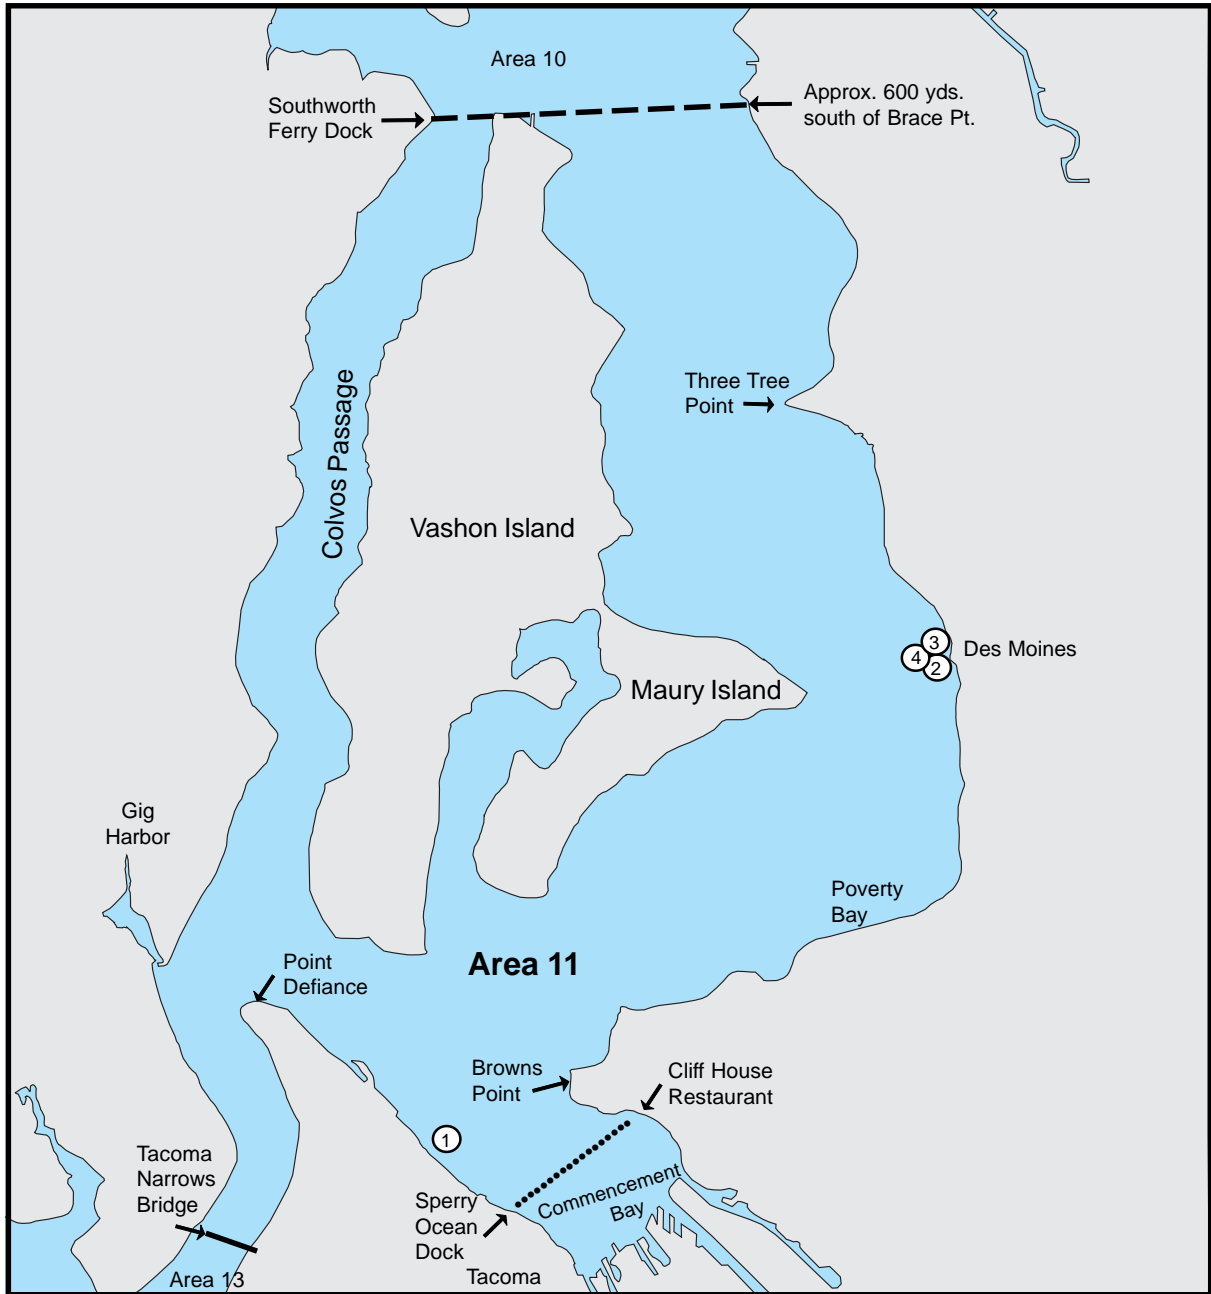 Area 10
Southworth
Ferry Dock
Approx. 600 yds.
south of Brace Pt.
Three Tree
Point
Colvos Passage
Vashon Island
3
4
2
Des Moines
Maury Island
Gig
Harbor
Poverty
Bay
Area 11
Point
Defiance
Browns
Point
Cliff House
Restaurant
1
Tacoma
Narrows
Bridge
Commencement
Bay
Sperry
Ocean
Dock
Tacoma
Area 13